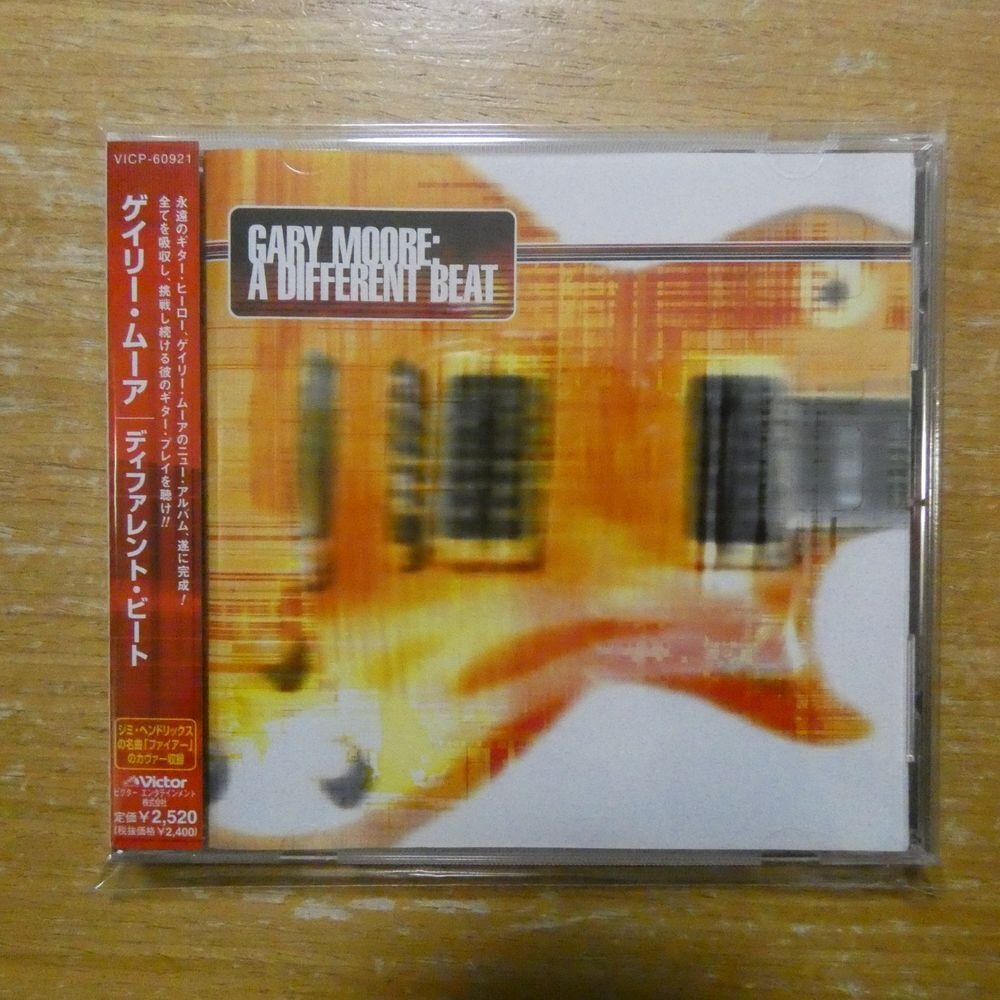 VICP-60921
永遠のギター・ヒーロー、ゲイリー・ムーアのニュー・アルバム、遂に完成!
全てを吸収し、挑戦し続ける彼のギター・プレイを聴け!!
ゲイリー・ムーア
ディファレント・ビート
ジミ・ヘンドリックス
の名曲「ファイアー」
のカヴァー収録
Victor
ビクター エンタテインメント
株式会社
定価¥2,520
(税抜価格¥2,400)
GARY MOORE:
A DIFFERENT BEAT